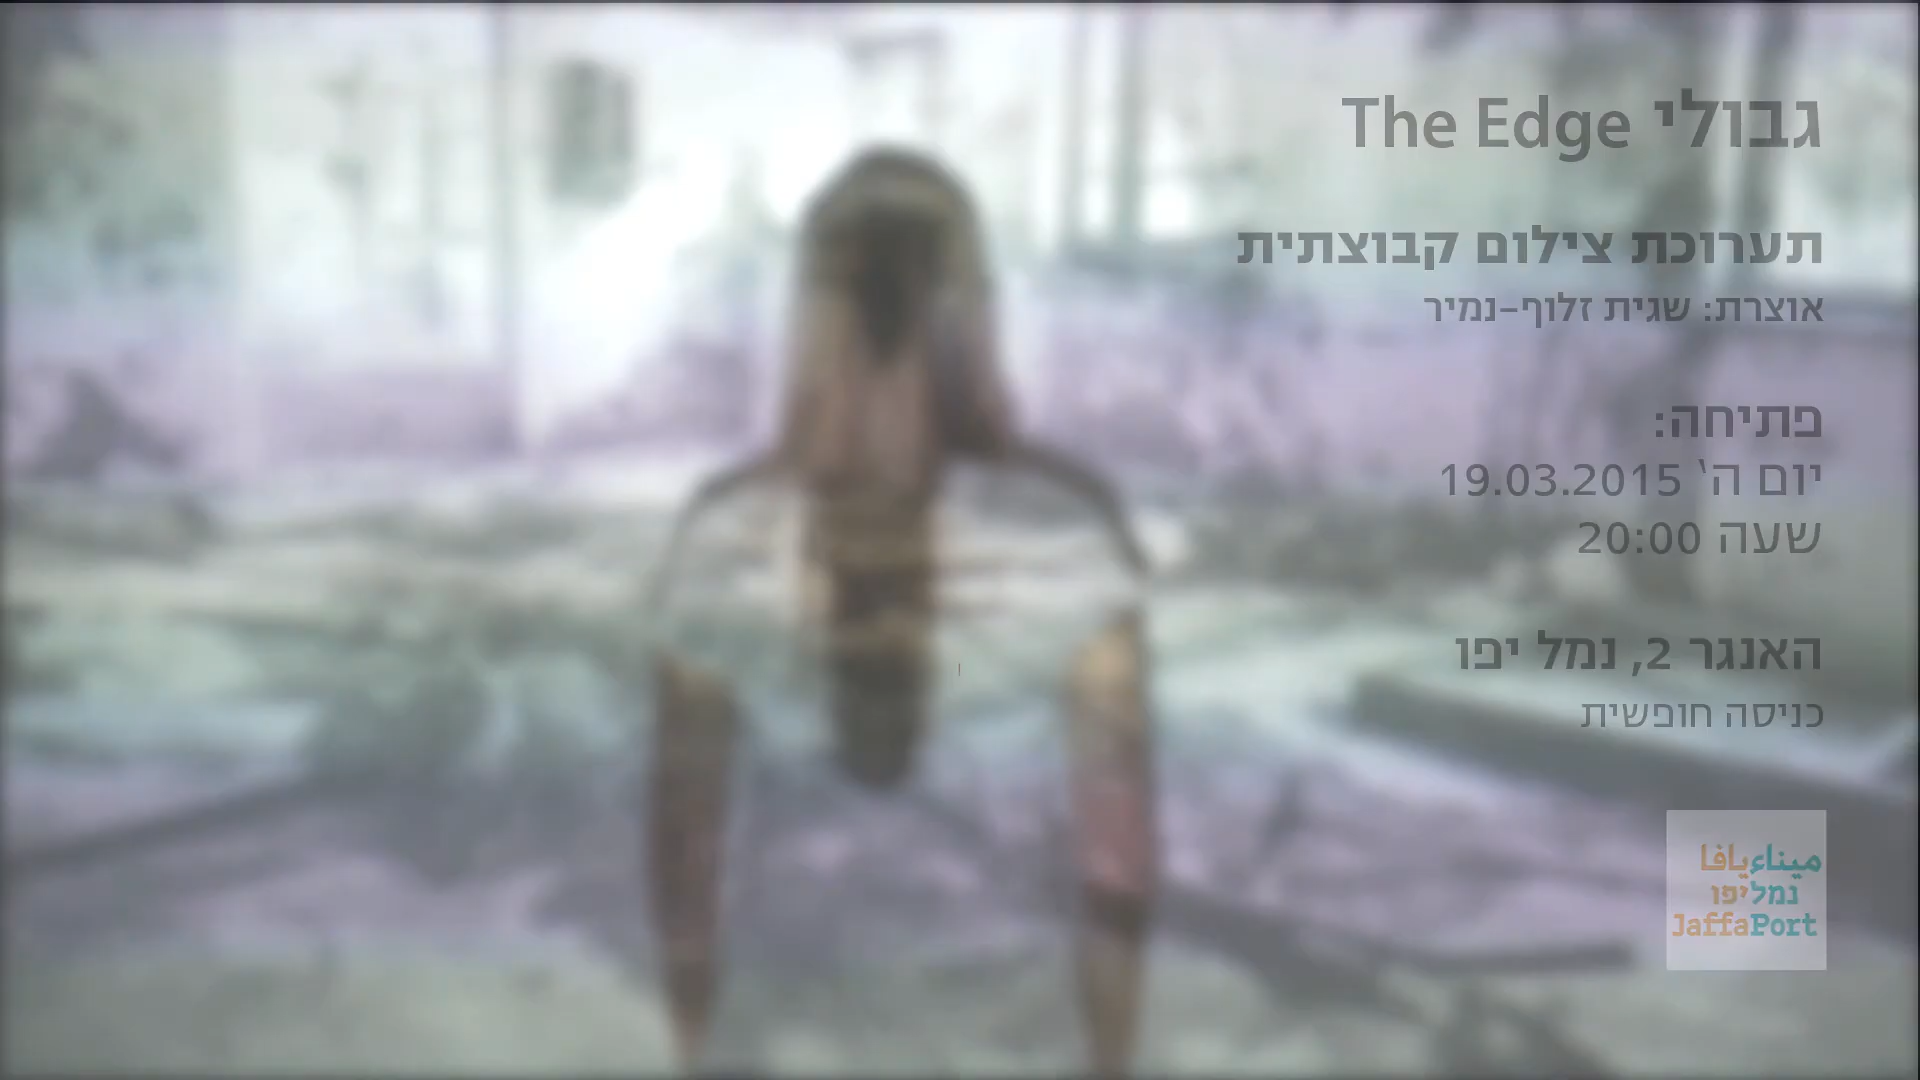 גבולי The Edge
תערוכת צילום קבוצתית
אוצרת: שגית זלוף-נמיר
פתיחה:
יום ה' 19.03.2015
שעה 20:00
האנגר 2, נמל יפו
כניסה חופשית
ميناء يافا
נמל יפו
JaffaPort